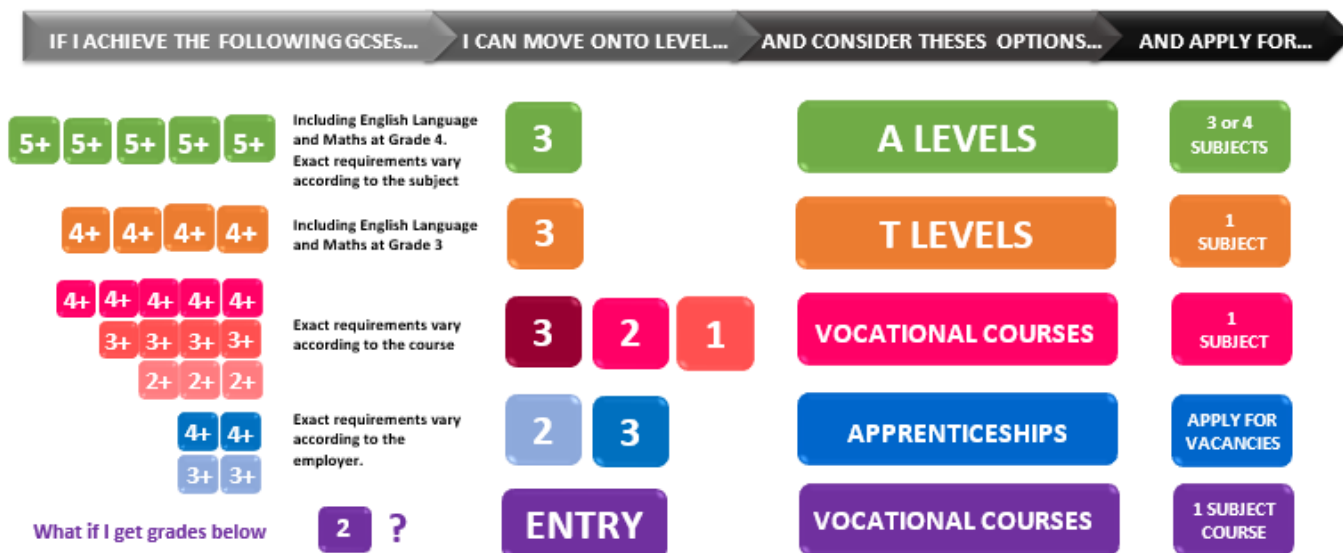 IF I ACHIEVE THE FOLLOWING GCSEs...
I CAN MOVE ONTO LEVEL...
AND CONSIDER THESES OPTIONS...
AND APPLY FOR...
5+ 5+ 5+ 5+ 5+
Including English Language
and Maths at Grade 4.
Exact requirements vary
according to the subject
3
A LEVELS
3 or 4
SUBJECTS
4+ 4+ 4+ 4+
Including English Language
and Maths at Grade 3
3
T LEVELS
1
SUBJECT
4+ 4+ 4+ 4+ 4+
3+ 3+ 3+ 3+
2+ 2+ 2+
Exact requirements vary
according to the course
3 2 1
VOCATIONAL COURSES
1
SUBJECT
4+ 4+
3+ 3+
Exact requirements vary
according to the
employer.
2 3
APPRENTICESHIPS
APPLY FOR
VACANCIES
What if I get grades below 2 ?
ENTRY
VOCATIONAL COURSES
1 SUBJECT
COURSE